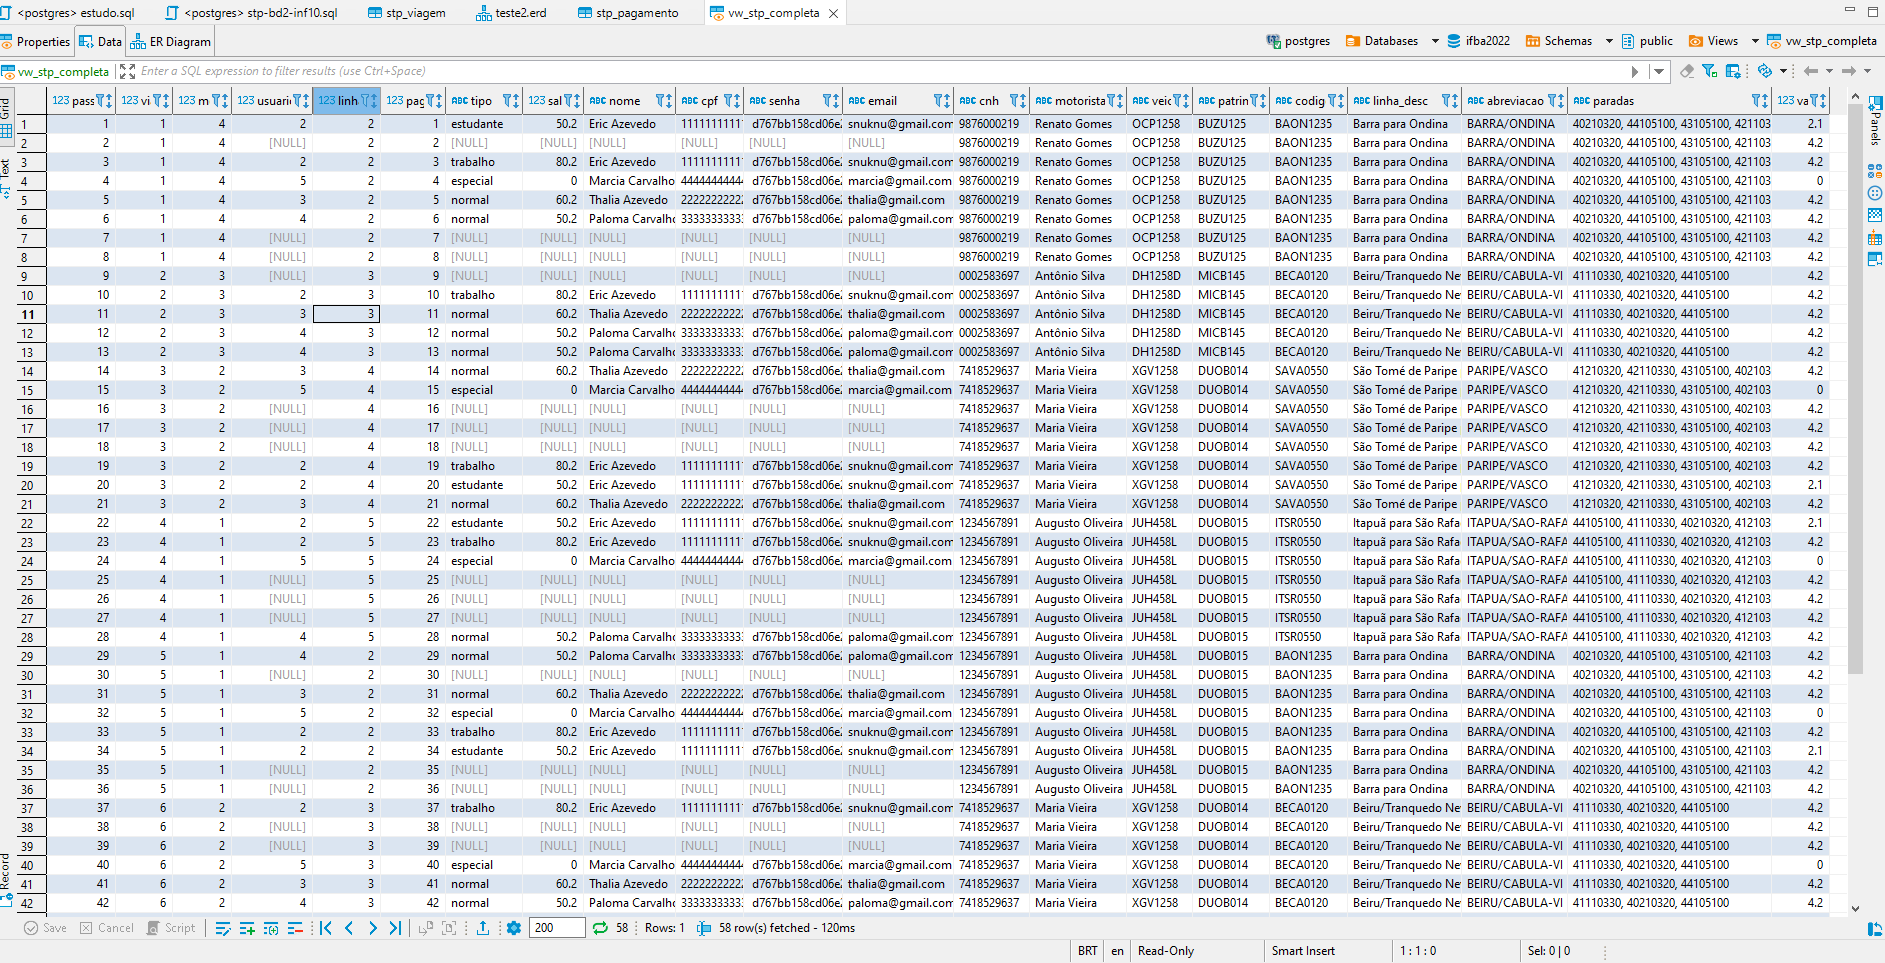 <postgres> estudo.sql <postgres> stp-bd2-inf10.sql stp_viagem teste2.erd stp_pagamento vw_stp_completa
Properties Data ER Diagram postgres Databases ifba2022 Schemas public Views vw_stp_completa
vw_stp_completa Enter a SQL expression to filter results (use Ctrl+Space)
123 pass 123 vi 123 m 123 usuari 123 linh 123 pag ABC tipo 123 sal ABC nome ABC cpf ABC senha ABC email ABC cnh ABC motorista ABC veic ABC patrin ABC codig ABC linha_desc ABC abreviacao ABC paradas 123 va
1 1 1 4 2 2 1 estudante 50.2 Eric Azevedo 1111111111 d767bb158cd06e snuknu@gmail.com 9876000219 Renato Gomes OCP1258 BUZU125 BAON1235 Barra para Ondina BARRA/ONDINA 40210320, 44105100, 43105100, 421103 2.1
2 2 1 4 [NULL] 2 2 [NULL] [NULL] [NULL] [NULL] [NULL] [NULL] 9876000219 Renato Gomes OCP1258 BUZU125 BAON1235 Barra para Ondina BARRA/ONDINA 40210320, 44105100, 43105100, 421103 4.2
3 3 1 4 2 2 3 trabalho 80.2 Eric Azevedo 1111111111 d767bb158cd06e snuknu@gmail.com 9876000219 Renato Gomes OCP1258 BUZU125 BAON1235 Barra para Ondina BARRA/ONDINA 40210320, 44105100, 43105100, 421103 4.2
4 4 1 4 5 2 4 especial 0 Marcia Carvalho 4444444444 d767bb158cd06e marcia@gmail.com 9876000219 Renato Gomes OCP1258 BUZU125 BAON1235 Barra para Ondina BARRA/ONDINA 40210320, 44105100, 43105100, 421103 0
5 5 1 4 3 2 5 normal 60.2 Thalia Azevedo 2222222222 d767bb158cd06e thalia@gmail.com 9876000219 Renato Gomes OCP1258 BUZU125 BAON1235 Barra para Ondina BARRA/ONDINA 40210320, 44105100, 43105100, 421103 4.2
6 6 1 4 4 2 6 normal 50.2 Paloma Carvalho 3333333333 d767bb158cd06e paloma@gmail.com 9876000219 Renato Gomes OCP1258 BUZU125 BAON1235 Barra para Ondina BARRA/ONDINA 40210320, 44105100, 43105100, 421103 4.2
7 7 1 4 [NULL] 2 7 [NULL] [NULL] [NULL] [NULL] [NULL] [NULL] 9876000219 Renato Gomes OCP1258 BUZU125 BAON1235 Barra para Ondina BARRA/ONDINA 40210320, 44105100, 43105100, 421103 4.2
8 8 1 4 [NULL] 2 8 [NULL] [NULL] [NULL] [NULL] [NULL] [NULL] 9876000219 Renato Gomes OCP1258 BUZU125 BAON1235 Barra para Ondina BARRA/ONDINA 40210320, 44105100, 43105100, 421103 4.2
9 9 2 3 [NULL] 3 9 [NULL] [NULL] [NULL] [NULL] [NULL] [NULL] 0002583697 Antônio Silva DH1258D MICB145 BECA0120 Beiru/Tranquedo Ne BEIRU/CABULA-VI 41110330, 40210320, 44105100 4.2
10 10 2 3 2 3 10 trabalho 80.2 Eric Azevedo 1111111111 d767bb158cd06e snuknu@gmail.com 0002583697 Antônio Silva DH1258D MICB145 BECA0120 Beiru/Tranquedo Ne BEIRU/CABULA-VI 41110330, 40210320, 44105100 4.2
11 11 2 3 3 3 11 normal 60.2 Thalia Azevedo 2222222222 d767bb158cd06e thalia@gmail.com 0002583697 Antônio Silva DH1258D MICB145 BECA0120 Beiru/Tranquedo Ne BEIRU/CABULA-VI 41110330, 40210320, 44105100 4.2
12 12 2 3 4 3 12 normal 50.2 Paloma Carvalho 3333333333 d767bb158cd06e paloma@gmail.com 0002583697 Antônio Silva DH1258D MICB145 BECA0120 Beiru/Tranquedo Ne BEIRU/CABULA-VI 41110330, 40210320, 44105100 4.2
13 13 2 3 4 3 13 normal 50.2 Paloma Carvalho 3333333333 d767bb158cd06e paloma@gmail.com 0002583697 Antônio Silva DH1258D MICB145 BECA0120 Beiru/Tranquedo Ne BEIRU/CABULA-VI 41110330, 40210320, 44105100 4.2
14 14 3 2 3 4 14 normal 60.2 Thalia Azevedo 2222222222 d767bb158cd06e thalia@gmail.com 7418529637 Maria Vieira XGV1258 DUOB014 SAVA0550 São Tomé de Paripe PARIPE/VASCO 41210320, 42110330, 43105100, 402103 4.2
15 15 3 2 5 4 15 especial 0 Marcia Carvalho 4444444444 d767bb158cd06e marcia@gmail.com 7418529637 Maria Vieira XGV1258 DUOB014 SAVA0550 São Tomé de Paripe PARIPE/VASCO 41210320, 42110330, 43105100, 402103 0
16 16 3 2 [NULL] 4 16 [NULL] [NULL] [NULL] [NULL] [NULL] [NULL] 7418529637 Maria Vieira XGV1258 DUOB014 SAVA0550 São Tomé de Paripe PARIPE/VASCO 41210320, 42110330, 43105100, 402103 4.2
17 17 3 2 [NULL] 4 17 [NULL] [NULL] [NULL] [NULL] [NULL] [NULL] 7418529637 Maria Vieira XGV1258 DUOB014 SAVA0550 São Tomé de Paripe PARIPE/VASCO 41210320, 42110330, 43105100, 402103 4.2
18 18 3 2 [NULL] 4 18 [NULL] [NULL] [NULL] [NULL] [NULL] [NULL] 7418529637 Maria Vieira XGV1258 DUOB014 SAVA0550 São Tomé de Paripe PARIPE/VASCO 41210320, 42110330, 43105100, 402103 4.2
19 19 3 2 2 4 19 trabalho 80.2 Eric Azevedo 1111111111 d767bb158cd06e snuknu@gmail.com 7418529637 Maria Vieira XGV1258 DUOB014 SAVA0550 São Tomé de Paripe PARIPE/VASCO 41210320, 42110330, 43105100, 402103 4.2
20 20 3 2 2 4 20 estudante 50.2 Eric Azevedo 1111111111 d767bb158cd06e snuknu@gmail.com 7418529637 Maria Vieira XGV1258 DUOB014 SAVA0550 São Tomé de Paripe PARIPE/VASCO 41210320, 42110330, 43105100, 402103 2.1
21 21 3 2 3 4 21 normal 60.2 Thalia Azevedo 2222222222 d767bb158cd06e thalia@gmail.com 7418529637 Maria Vieira XGV1258 DUOB014 SAVA0550 São Tomé de Paripe PARIPE/VASCO 41210320, 42110330, 43105100, 402103 4.2
22 22 4 1 2 5 22 estudante 50.2 Eric Azevedo 1111111111 d767bb158cd06e snuknu@gmail.com 1234567891 Augusto Oliveira JUH458L DUOB015 ITSR0550 Itapuã para São Rafa ITAPUA/SAO-RAFA 44105100, 41110330, 40210320, 412103 2.1
23 23 4 1 2 5 23 trabalho 80.2 Eric Azevedo 1111111111 d767bb158cd06e snuknu@gmail.com 1234567891 Augusto Oliveira JUH458L DUOB015 ITSR0550 Itapuã para São Rafa ITAPUA/SAO-RAFA 44105100, 41110330, 40210320, 412103 4.2
24 24 4 1 5 5 24 especial 0 Marcia Carvalho 4444444444 d767bb158cd06e marcia@gmail.com 1234567891 Augusto Oliveira JUH458L DUOB015 ITSR0550 Itapuã para São Rafa ITAPUA/SAO-RAFA 44105100, 41110330, 40210320, 412103 0
25 25 4 1 [NULL] 5 25 [NULL] [NULL] [NULL] [NULL] [NULL] [NULL] 1234567891 Augusto Oliveira JUH458L DUOB015 ITSR0550 Itapuã para São Rafa ITAPUA/SAO-RAFA 44105100, 41110330, 40210320, 412103 4.2
26 26 4 1 [NULL] 5 26 [NULL] [NULL] [NULL] [NULL] [NULL] [NULL] 1234567891 Augusto Oliveira JUH458L DUOB015 ITSR0550 Itapuã para São Rafa ITAPUA/SAO-RAFA 44105100, 41110330, 40210320, 412103 4.2
27 27 4 1 [NULL] 5 27 [NULL] [NULL] [NULL] [NULL] [NULL] [NULL] 1234567891 Augusto Oliveira JUH458L DUOB015 ITSR0550 Itapuã para São Rafa ITAPUA/SAO-RAFA 44105100, 41110330, 40210320, 412103 4.2
28 28 4 1 4 5 28 normal 50.2 Paloma Carvalho 3333333333 d767bb158cd06e paloma@gmail.com 1234567891 Augusto Oliveira JUH458L DUOB015 ITSR0550 Itapuã para São Rafa ITAPUA/SAO-RAFA 44105100, 41110330, 40210320, 412103 4.2
29 29 5 1 4 2 29 normal 50.2 Paloma Carvalho 3333333333 d767bb158cd06e paloma@gmail.com 1234567891 Augusto Oliveira JUH458L DUOB015 BAON1235 Barra para Ondina BARRA/ONDINA 40210320, 44105100, 43105100, 421103 4.2
30 30 5 1 [NULL] 2 30 [NULL] [NULL] [NULL] [NULL] [NULL] [NULL] 1234567891 Augusto Oliveira JUH458L DUOB015 BAON1235 Barra para Ondina BARRA/ONDINA 40210320, 44105100, 43105100, 421103 4.2
31 31 5 1 3 2 31 normal 60.2 Thalia Azevedo 2222222222 d767bb158cd06e thalia@gmail.com 1234567891 Augusto Oliveira JUH458L DUOB015 BAON1235 Barra para Ondina BARRA/ONDINA 40210320, 44105100, 43105100, 421103 4.2
32 32 5 1 5 2 32 especial 0 Marcia Carvalho 4444444444 d767bb158cd06e marcia@gmail.com 1234567891 Augusto Oliveira JUH458L DUOB015 BAON1235 Barra para Ondina BARRA/ONDINA 40210320, 44105100, 43105100, 421103 0
33 33 5 1 2 2 33 trabalho 80.2 Eric Azevedo 1111111111 d767bb158cd06e snuknu@gmail.com 1234567891 Augusto Oliveira JUH458L DUOB015 BAON1235 Barra para Ondina BARRA/ONDINA 40210320, 44105100, 43105100, 421103 4.2
34 34 5 1 2 2 34 estudante 50.2 Eric Azevedo 1111111111 d767bb158cd06e snuknu@gmail.com 1234567891 Augusto Oliveira JUH458L DUOB015 BAON1235 Barra para Ondina BARRA/ONDINA 40210320, 44105100, 43105100, 421103 2.1
35 35 5 1 [NULL] 2 35 [NULL] [NULL] [NULL] [NULL] [NULL] [NULL] 1234567891 Augusto Oliveira JUH458L DUOB015 BAON1235 Barra para Ondina BARRA/ONDINA 40210320, 44105100, 43105100, 421103 4.2
36 36 5 1 [NULL] 2 36 [NULL] [NULL] [NULL] [NULL] [NULL] [NULL] 1234567891 Augusto Oliveira JUH458L DUOB015 BAON1235 Barra para Ondina BARRA/ONDINA 40210320, 44105100, 43105100, 421103 4.2
37 37 6 2 2 3 37 trabalho 80.2 Eric Azevedo 1111111111 d767bb158cd06e snuknu@gmail.com 7418529637 Maria Vieira XGV1258 DUOB014 BECA0120 Beiru/Tranquedo Ne BEIRU/CABULA-VI 41110330, 40210320, 44105100 4.2
38 38 6 2 [NULL] 3 38 [NULL] [NULL] [NULL] [NULL] [NULL] [NULL] 7418529637 Maria Vieira XGV1258 DUOB014 BECA0120 Beiru/Tranquedo Ne BEIRU/CABULA-VI 41110330, 40210320, 44105100 4.2
39 39 6 2 [NULL] 3 39 [NULL] [NULL] [NULL] [NULL] [NULL] [NULL] 7418529637 Maria Vieira XGV1258 DUOB014 BECA0120 Beiru/Tranquedo Ne BEIRU/CABULA-VI 41110330, 40210320, 44105100 4.2
40 40 6 2 5 3 40 especial 0 Marcia Carvalho 4444444444 d767bb158cd06e marcia@gmail.com 7418529637 Maria Vieira XGV1258 DUOB014 BECA0120 Beiru/Tranquedo Ne BEIRU/CABULA-VI 41110330, 40210320, 44105100 0
41 41 6 2 3 3 41 normal 60.2 Thalia Azevedo 2222222222 d767bb158cd06e thalia@gmail.com 7418529637 Maria Vieira XGV1258 DUOB014 BECA0120 Beiru/Tranquedo Ne BEIRU/CABULA-VI 41110330, 40210320, 44105100 4.2
42 42 6 2 4 3 42 normal 50.2 Paloma Carvalho 3333333333 d767bb158cd06e paloma@gmail.com 7418529637 Maria Vieira XGV1258 DUOB014 BECA0120 Beiru/Tranquedo Ne BEIRU/CABULA-VI 41110330, 40210320, 44105100 4.2
Grid
Text
Record
Panels
Save Cancel Script 200 58 Rows: 1 58 row(s) fetched - 120ms
BRT en Read-Only Smart Insert 1 : 1 : 0 Sel: 0 | 0